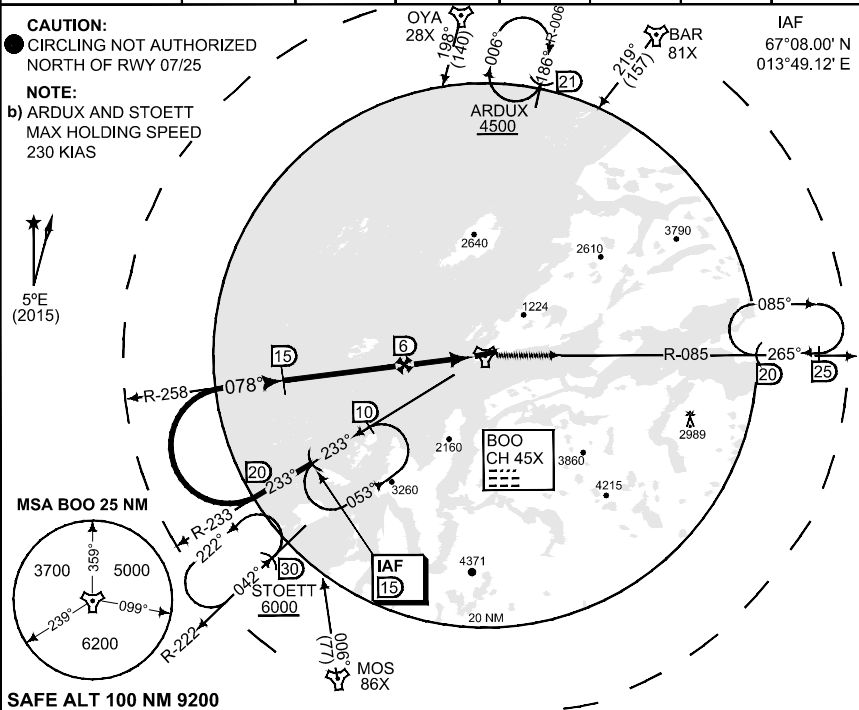 CAUTION:
CIRCLING NOT AUTHORIZED
NORTH OF RWY 07/25
NOTE:
b) ARDUX AND STOETT
MAX HOLDING SPEED
230 KIAS
OYA
28X
198°
(140)
006°
R-006
186°
21
ARDUX
4500
BAR
81X
219°
(157)
IAF
67°08.00' N
013°49.12' E
5°E
(2015)
2640
2610
3790
1224
085°
R-085
265°
20
25
15
6
R-258
078°
10
233°
20
233°
053°
3260
2160
BOO
CH 45X
3860
2989
4215
R-233
222°
042°
30
STOETT
6000
R-222
IAF
15
4371
20 NM
006°
(77)
MOS
86X
MSA BOO 25 NM
3700
359°
5000
239°
099°
6200
SAFE ALT 100 NM 9200